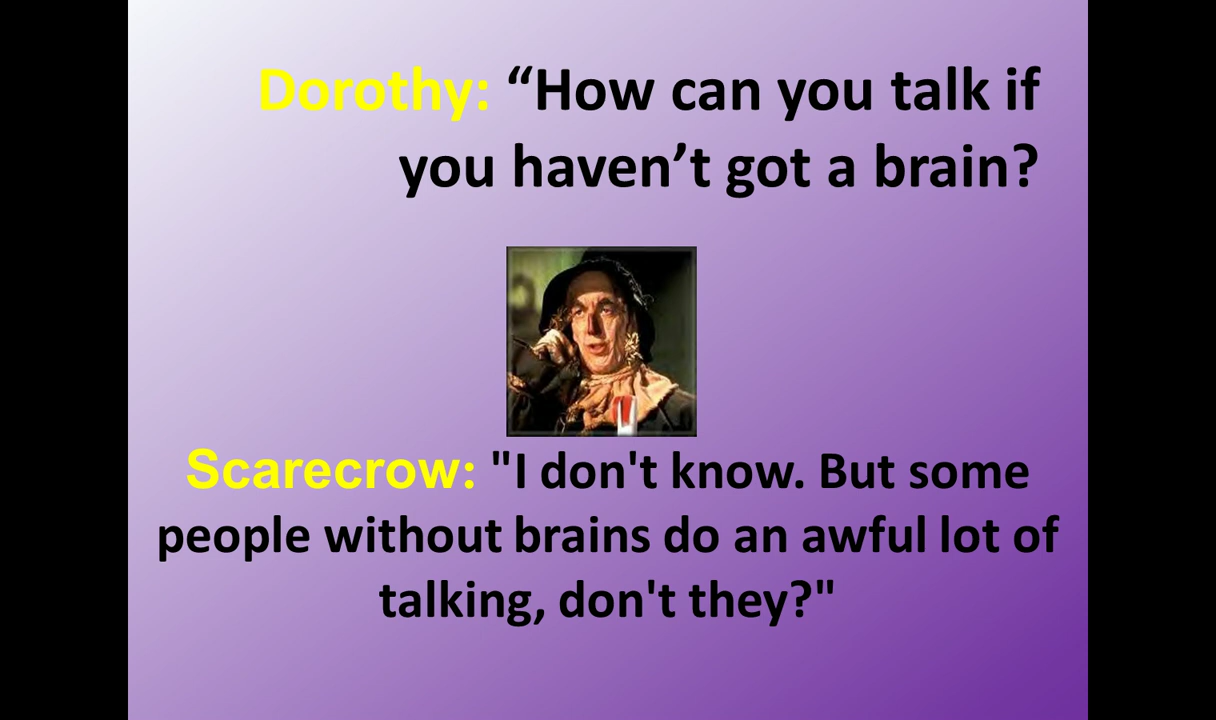 Dorothy: “How can you talk if
you haven’t got a brain?
Scarecrow: "I don't know. But some
people without brains do an awful lot of
talking, don't they?"